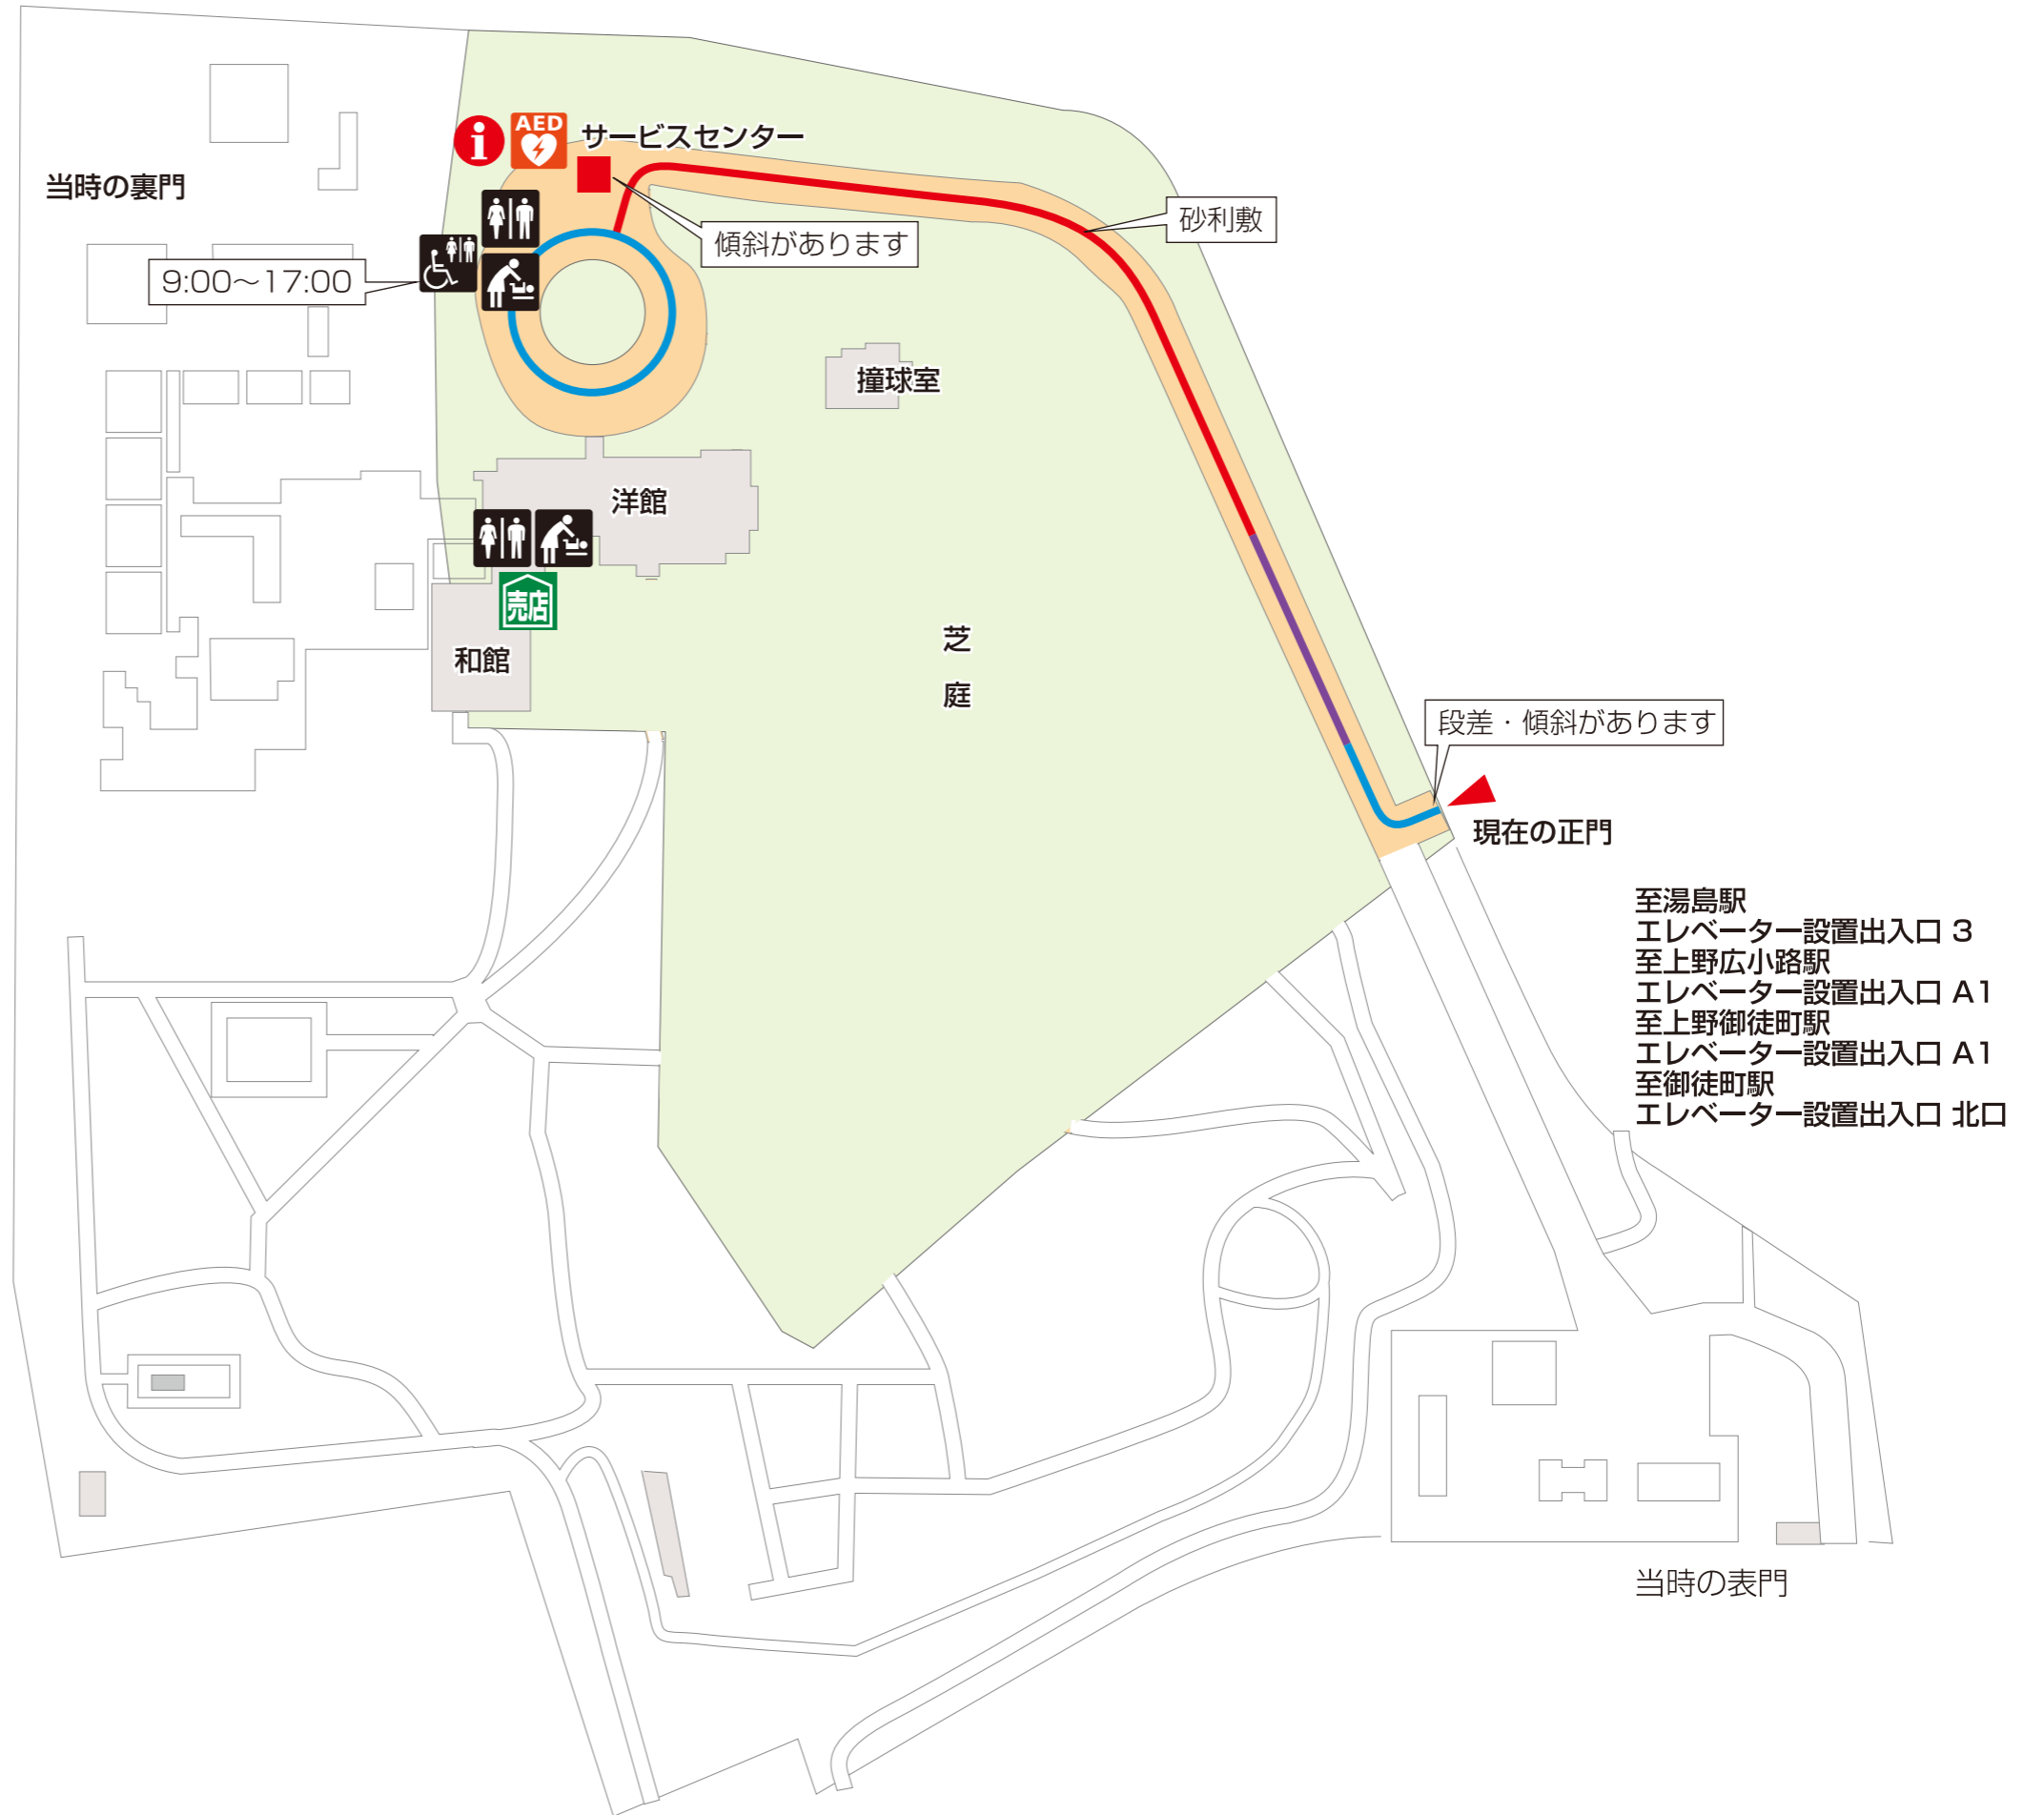 AED
サービスセンター
当時の裏門
砂利敷
傾斜があります
9:00〜17:00
撞球室
洋館
売店
和館
芝
庭
段差・傾斜があります
現在の正門
至湯島駅
エレベーター設置出入口 3
至上野広小路駅
エレベーター設置出入口 A1
至上野御徒町駅
エレベーター設置出入口 A1
至御徒町駅
エレベーター設置出入口 北口
当時の表門